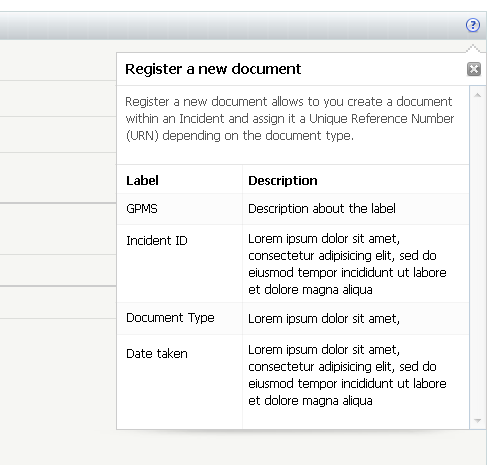 ?
Register a new document
Register a new document allows to you create a document
within an Incident and assign it a Unique Reference Number
(URN) depending on the document type.
Label Description
GPMS Description about the label
Incident ID Lorem ipsum dolor sit amet,
consectetur adipisicing elit, sed do
eiusmod tempor incididunt ut labore
et dolore magna aliqua
Document Type Lorem ipsum dolor sit amet,
Date taken Lorem ipsum dolor sit amet,
consectetur adipisicing elit, sed do
eiusmod tempor incididunt ut labore
et dolore magna aliqua